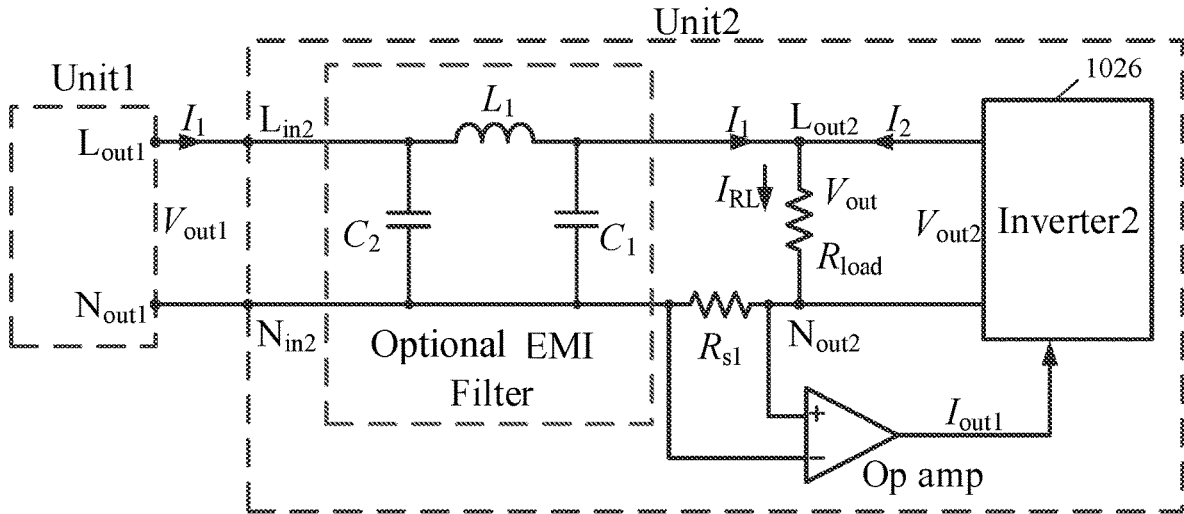 Unit2
1026
Unit1
I1
Lin2
L1
I1
Lout2
I2
Lout1
IRL
Vout
Vout1
C2
C1
Rload
Vout2
Inverter2
Nout1
Nin2
Optional EMI
Filter
Rs1
Nout2
+
−
Iout1
Op amp